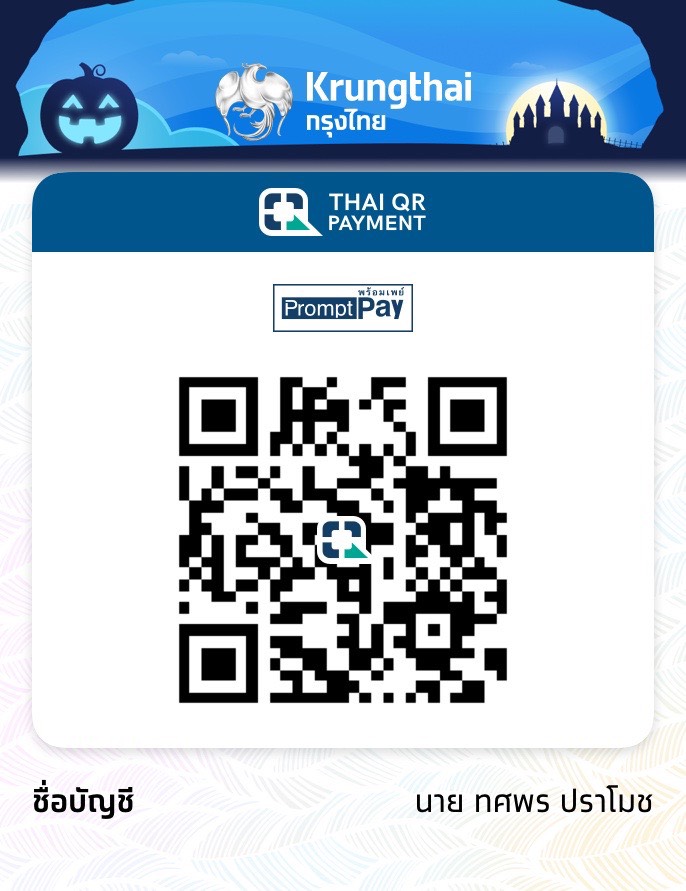 Krungthai
กรุงไทย
THAI QR
PAYMENT
พร้อมเพย์
PromptPay
ชื่อบัญชี นาย ทศพร ปราโมช